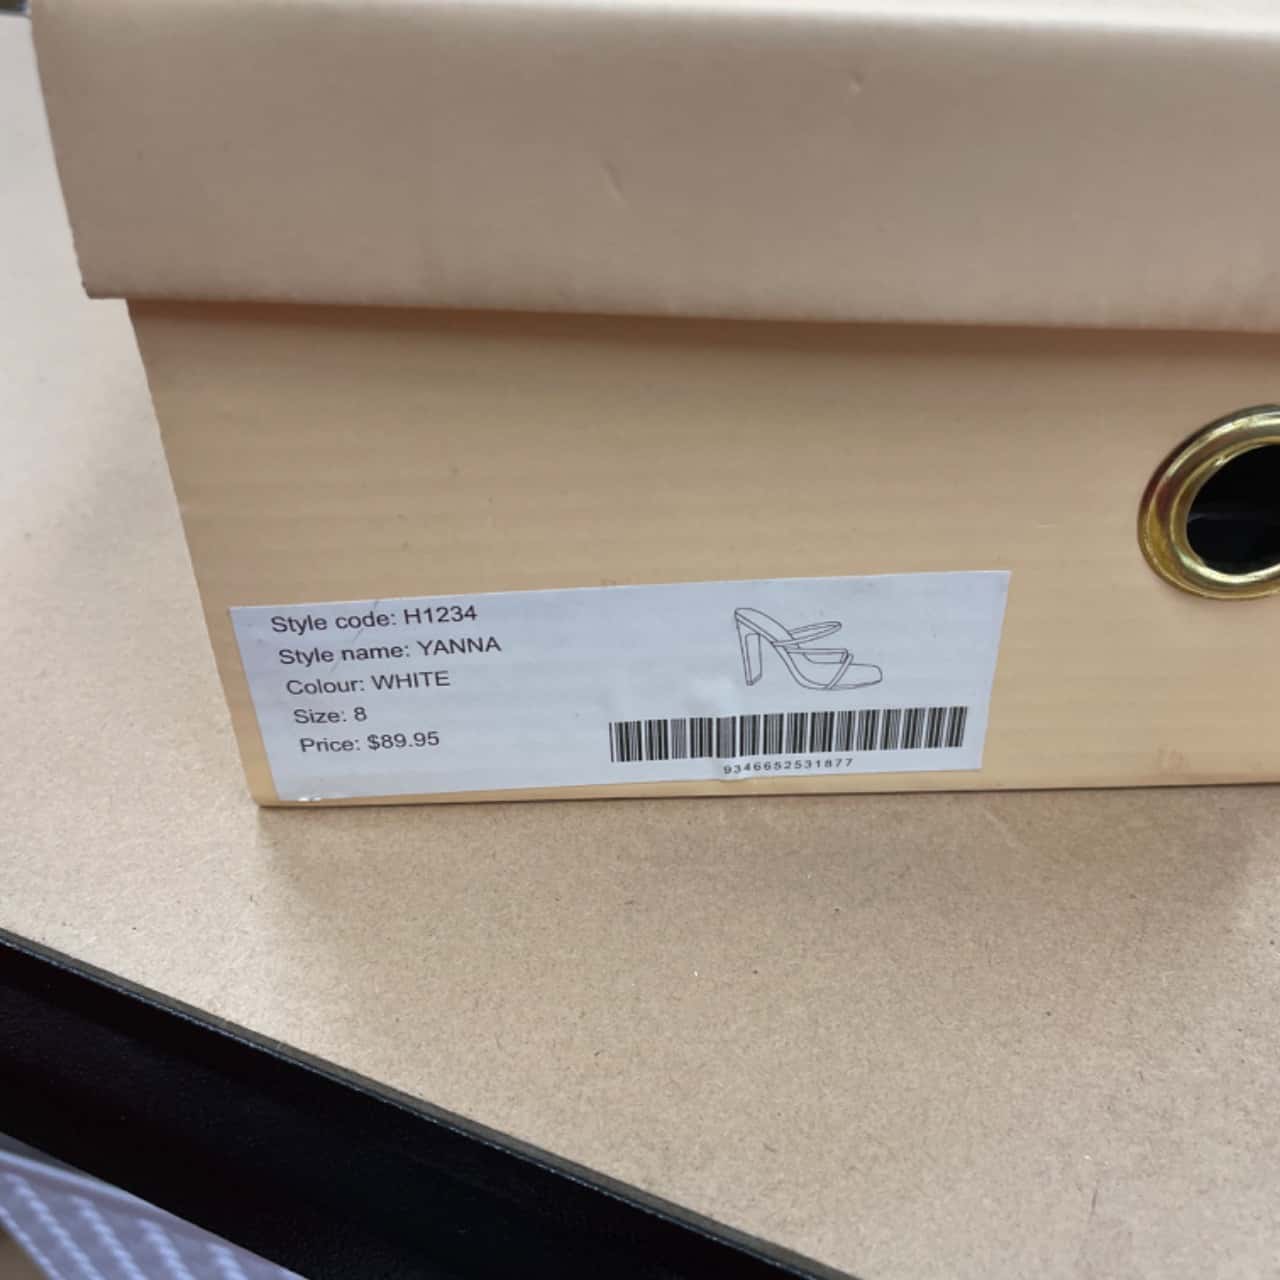 Style code: H1234
Style name: YANNA
Colour: WHITE
Size: 8
Price: $89.95
9346652531877